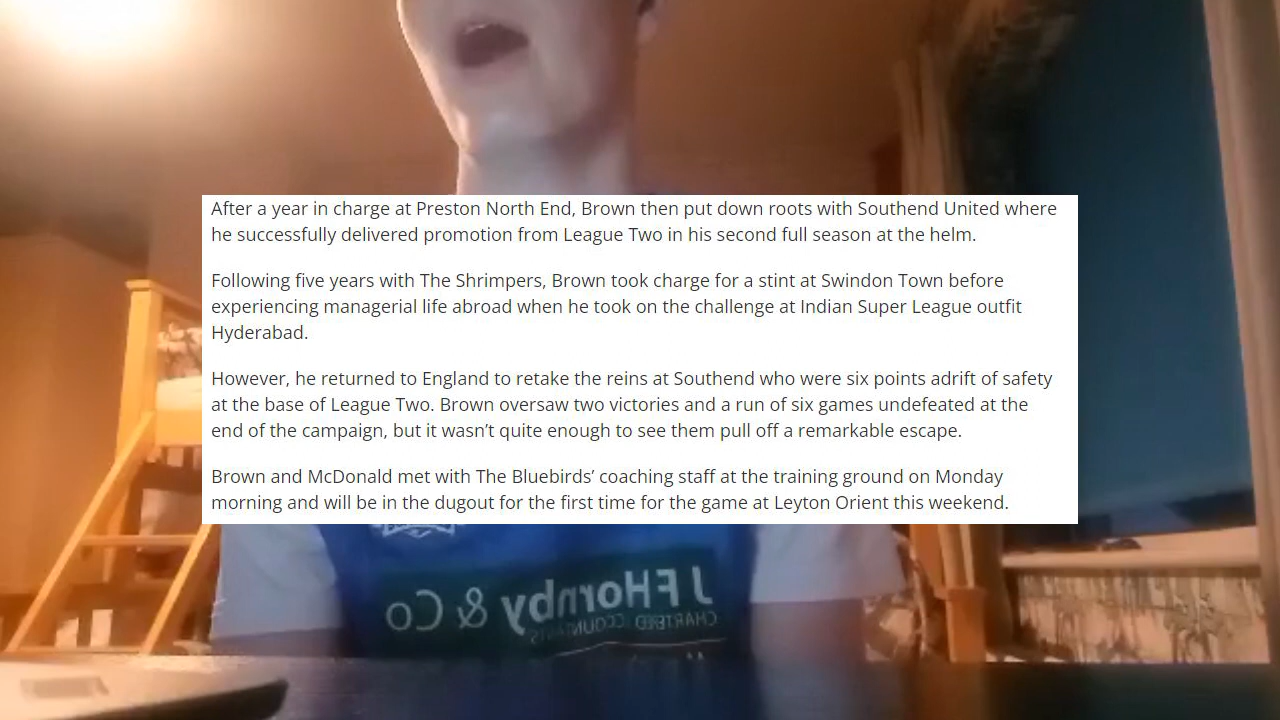 After a year in charge at Preston North End, Brown then put down roots with Southend United where
he successfully delivered promotion from League Two in his second full season at the helm.
Following five years with The Shrimpers, Brown took charge for a stint at Swindon Town before
experiencing managerial life abroad when he took on the challenge at Indian Super League outfit
Hyderabad.
However, he returned to England to retake the reins at Southend who were six points adrift of safety
at the base of League Two. Brown oversaw two victories and a run of six games undefeated at the
end of the campaign, but it wasn’t quite enough to see them pull off a remarkable escape.
Brown and McDonald met with The Bluebirds’ coaching staff at the training ground on Monday
morning and will be in the dugout for the first time for the game at Leyton Orient this weekend.
JFHornby & Co
CHARTERED ACCOUNTANTS